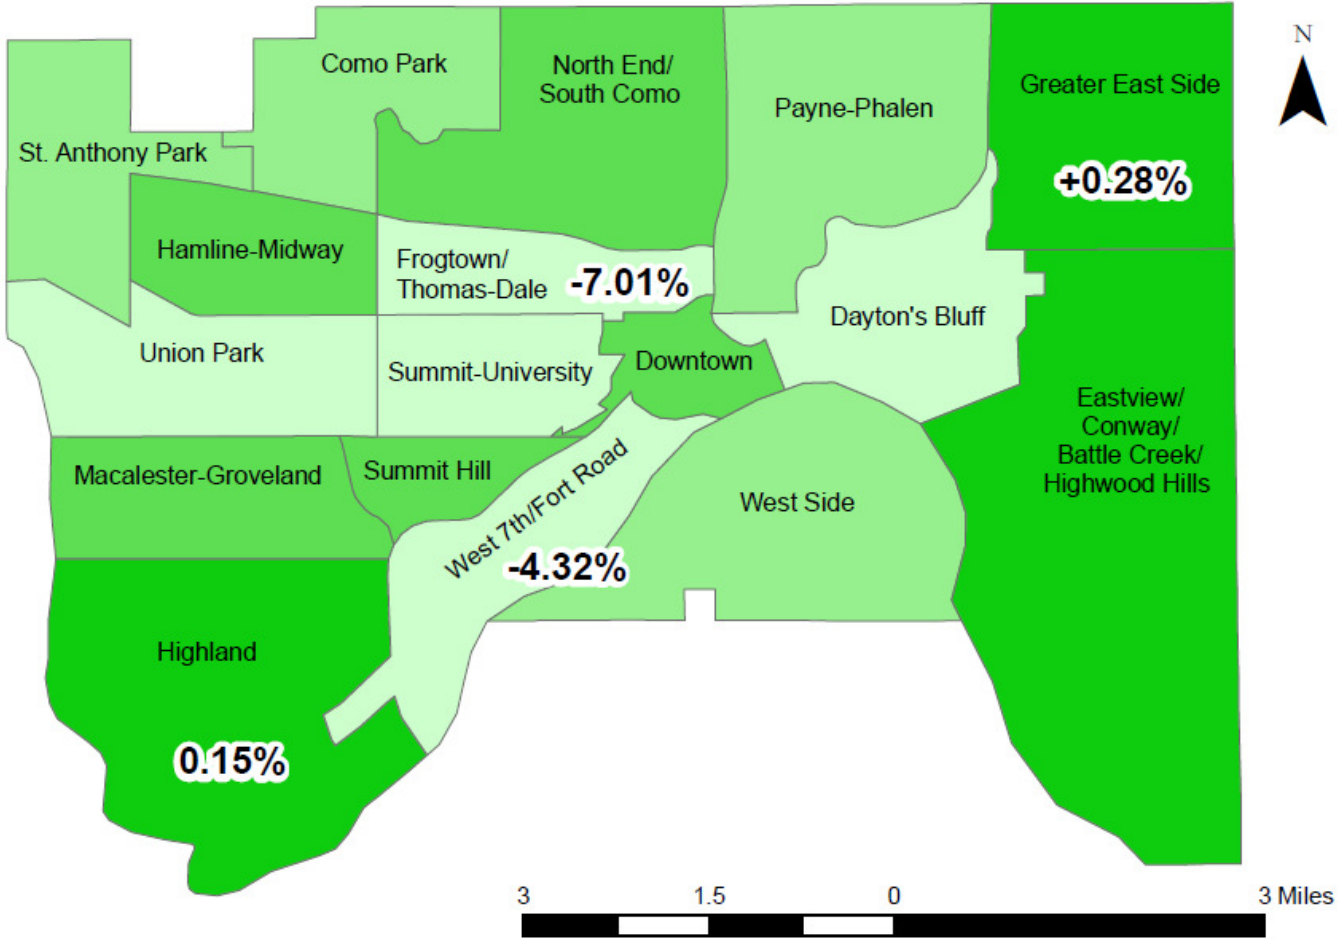 Como Park
North End/
South Como
Payne-Phalen
Greater East Side
N
St. Anthony Park
+0.28%
Hamline-Midway
Frogtown/
Thomas-Dale
-7.01%
Dayton's Bluff
Union Park
Summit-University
Downtown
Eastview/
Conway/
Battle Creek/
Highwood Hills
Macalester-Groveland
Summit Hill
West 7th/Fort Road
-4.32%
West Side
Highland
0.15%
3 1.5 0 3 Miles